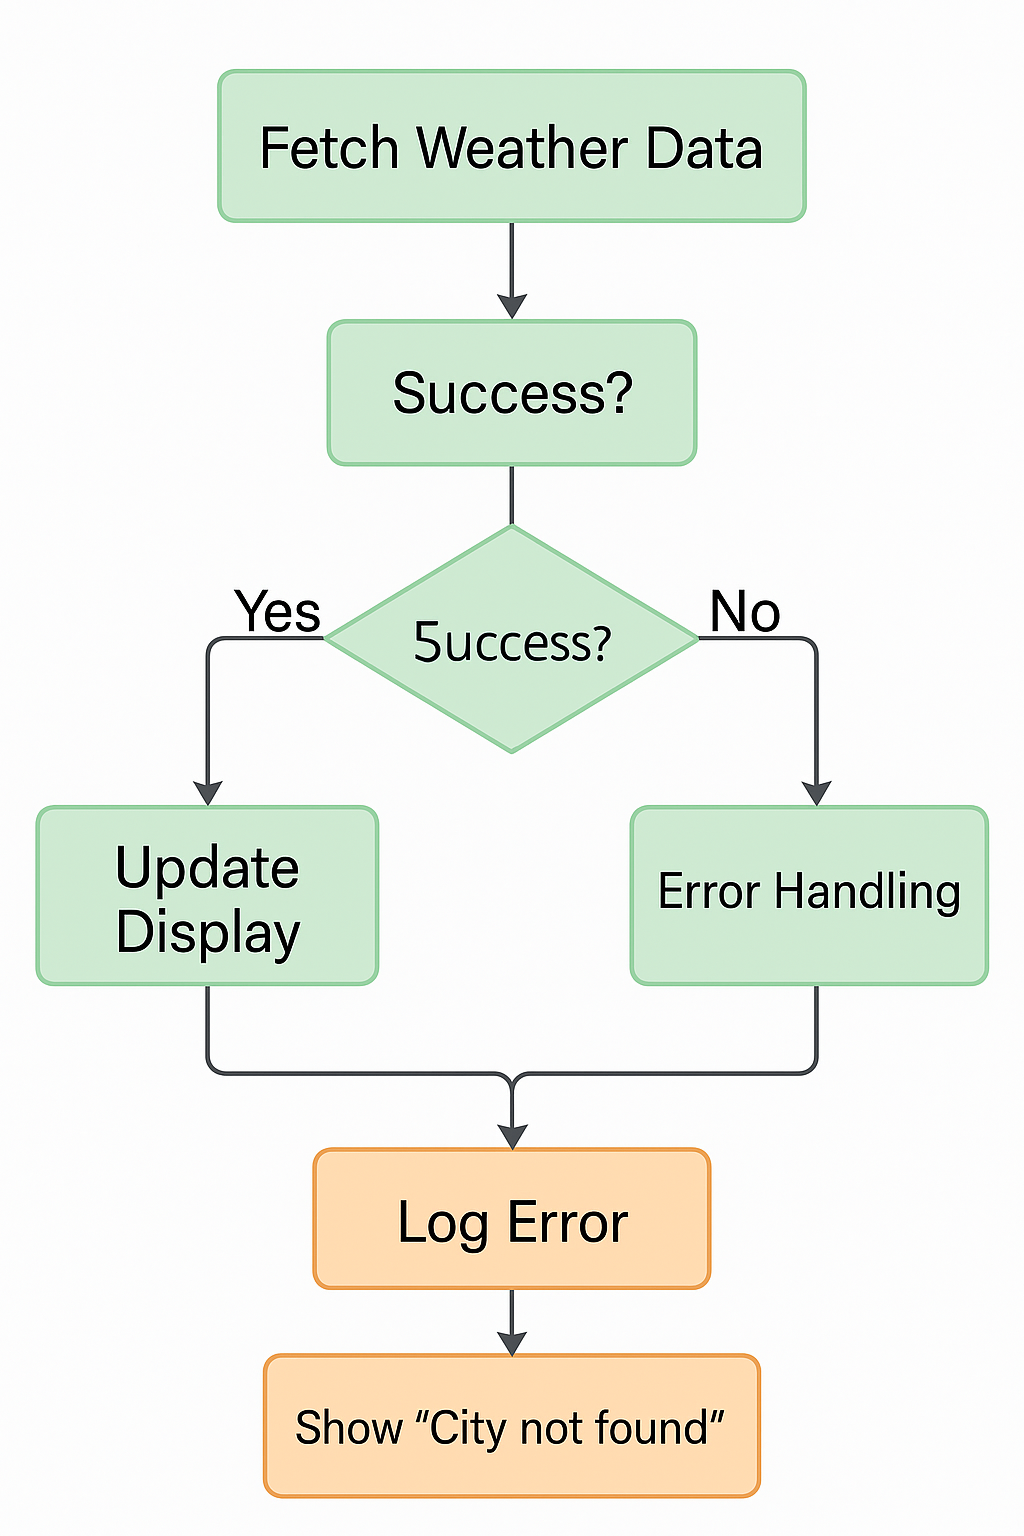 Fetch Weather Data
Success?
Yes
No
5uccess?
Update
Display
Error Handling
Log Error
Show “City not found”